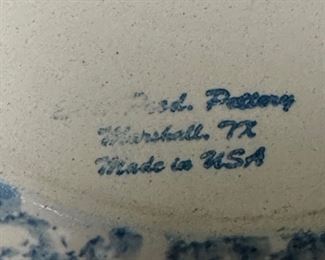 Pottery
Marshall, TX
Made in USA